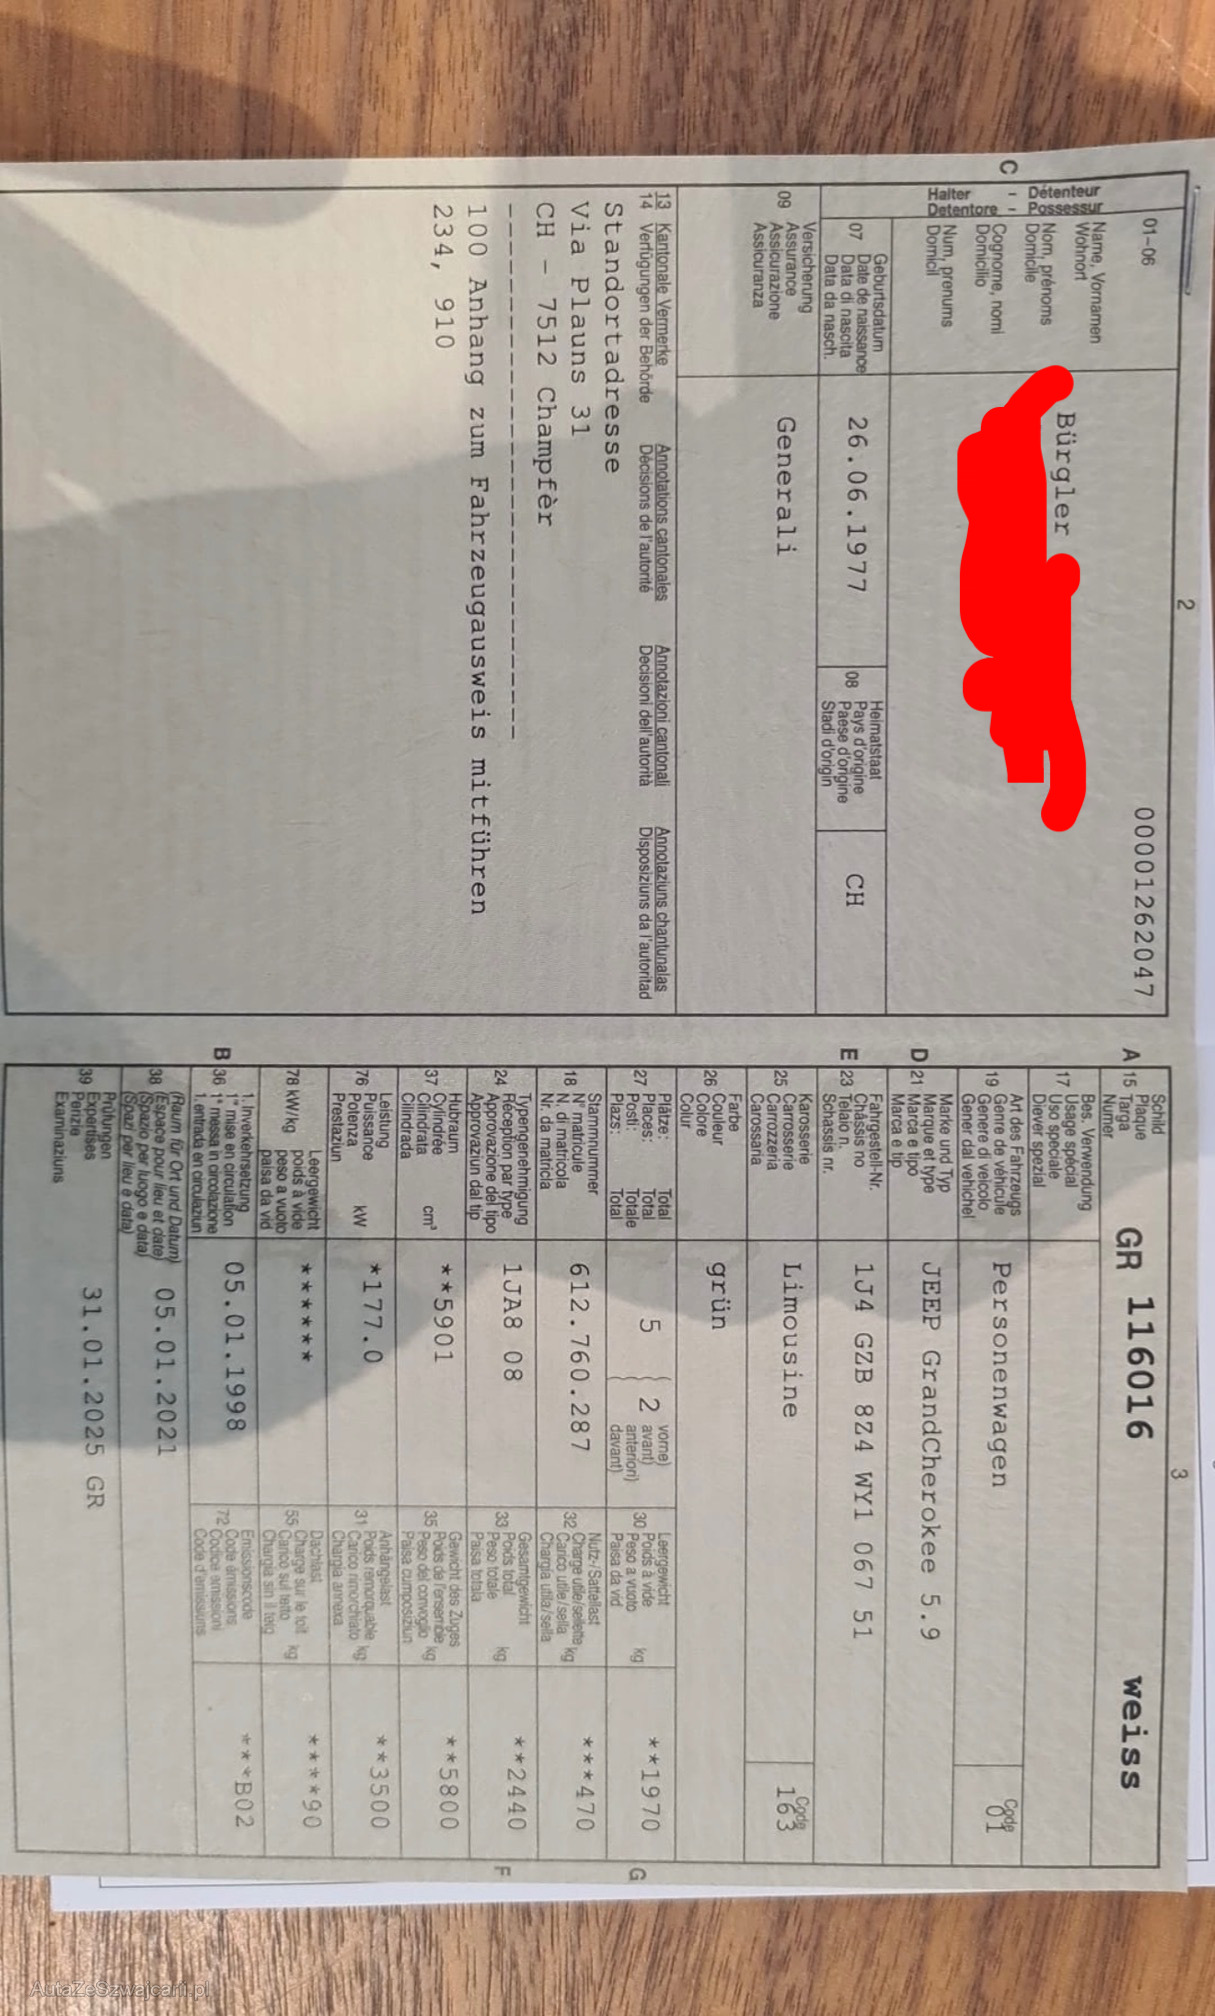 2
01-06
00001262047
C
Halter - Détenteur
Detentore - Possessur
Name, Vornamen
Wohnort
Nom, prénoms
Domicile
Cognome, nomi
Domicilio
Num, prenums
Domicil
Bürgler
07 Geburtsdatum
Date de naissance
Data di nascita
Data da nasch.
26.06.1977
08 Heimatstaat
Pays d'origine
Paese d'origine
Stadi d'origin
CH
09 Versicherung
Assurance
Assicurazione
Assicuranza
Generali
13 Kantonale Vermerke Annotations cantonales Annotazioni cantonali Annotaziuns chantunalas
14 Verfügungen der Behörde Décisions de l'autorité Decisioni dell'autorità Disposiziuns da l'autoritad
Standortadresse
Via Plauns 31
CH - 7512 Champfèr
------------------------------
100 Anhang zum Fahrzeugausweis mitführen
234, 910
3
A 15 Schild
Plaque
Targa
Numer
GR 116016 weiss
17 Bes. Verwendung
Usage spécial
Uso speciale
Diever spezial
19 Art des Fahrzeugs
Genre de véhicule
Genere di veicolo
Gener dal vehichel
Personenwagen
Code
01
D 21 Marke und Typ
Marque et type
Marca e tipo
Marca e tip
JEEP GrandCherokee 5.9
E 23 Fahrgestell-Nr.
Châssis no
Telaio n.
Schassis nr.
1J4 GZB 8Z4 WY1 067 51
25 Karosserie
Carrosserie
Carrozzeria
Carossaria
Limousine
Code
163
26 Farbe
Couleur
Colore
Colur
grün
27 Plätze: Total
Places: Total
Posti: Totale
Plazs: Total
5 ( 2 vorne)
avant)
anteriori)
davant)
30 Leergewicht
Poids à vide
Peso a vuoto kg
Paisa da vid
**1970
G
18 Stammnummer
N° matricule
N. di matricola
Nr. da matricla
612.760.287
32 Nutz-/Sattellast
Charge utile/sellette kg
Carico utile/sella
Chargia utila/sella
***470
24 Typengenehmigung
Réception par type
Approvazione del tipo
Approvaziun dal tip
1JA8 08
33 Gesamtgewicht
Poids total
Peso totale kg
Paisa totala
**2440
F
37 Hubraum
Cylindrée
Cilindrata cm³
Cilindrada
**5901
35 Gewicht des Zuges
Poids de l'ensemble
Peso del convoglio kg
Paisa cumposiziun
**5800
76 Leistung
Puissance
Potenza kW
Prestaziun
*177.0
31 Anhängelast
Poids remorquable
Carico rimorchiato kg
Chargia annexa
**3500
78 kW/kg Leergewicht
poids à vide
peso a vuoto
paisa da vid
******
55 Dachlast
Charge sur le toit
Carico sul tetto kg
Chargia sin il tetg
****90
B 36 1. Inverkehrsetzung
1re mise en circulation
1a messa in circolazione
1. entrada en circulaziun
05.01.1998
72 Emissionscode
Code émissions
Codice emissioni
Code d'emissiuns
***B02
38 (Raum für Ort und Datum)
(Espace pour lieu et date)
(Spazio per luogo e data)
(Spazi per lieu e data)
05.01.2021
39 Prüfungen
Expertises
Perizie
Examinaziuns
31.01.2025 GR
AutaZeSzwajcarii.pl